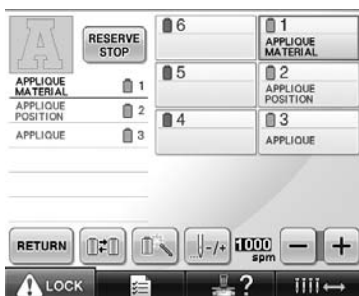 RESERVE
STOP
APPLIQUE
MATERIAL
1
APPLIQUE
POSITION
2
APPLIQUE
3
6
1
APPLIQUE
MATERIAL
5
2
APPLIQUE
POSITION
4
3
APPLIQUE
RETURN
-/+
1000
spm
−
+
LOCK
?